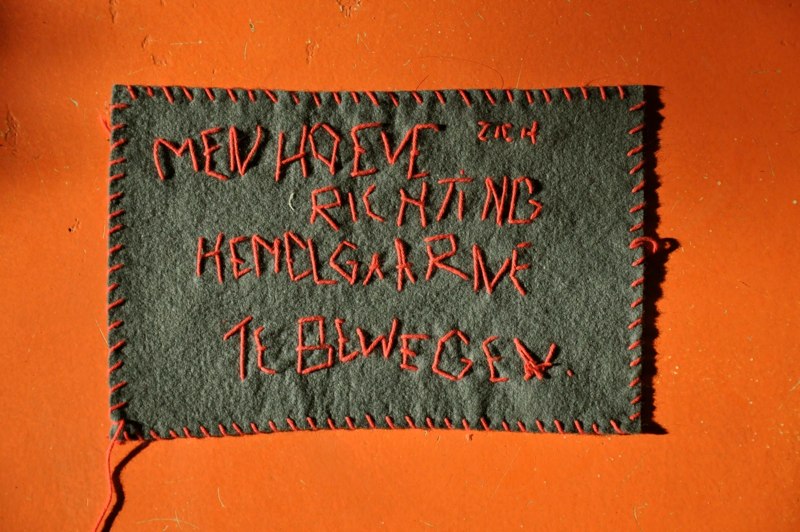 MEN HOEVE ZICH
RICHTING
HEMELGAARNE
TE BEWEGEN.